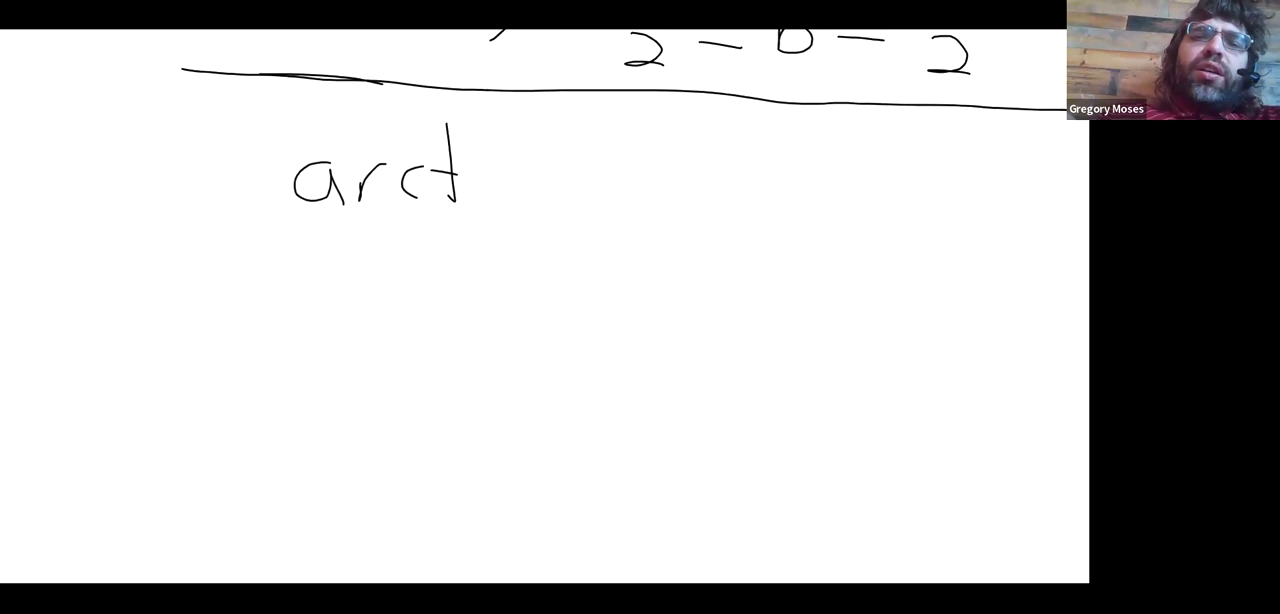 2 — 0 — 2
Gregory Moses
arct